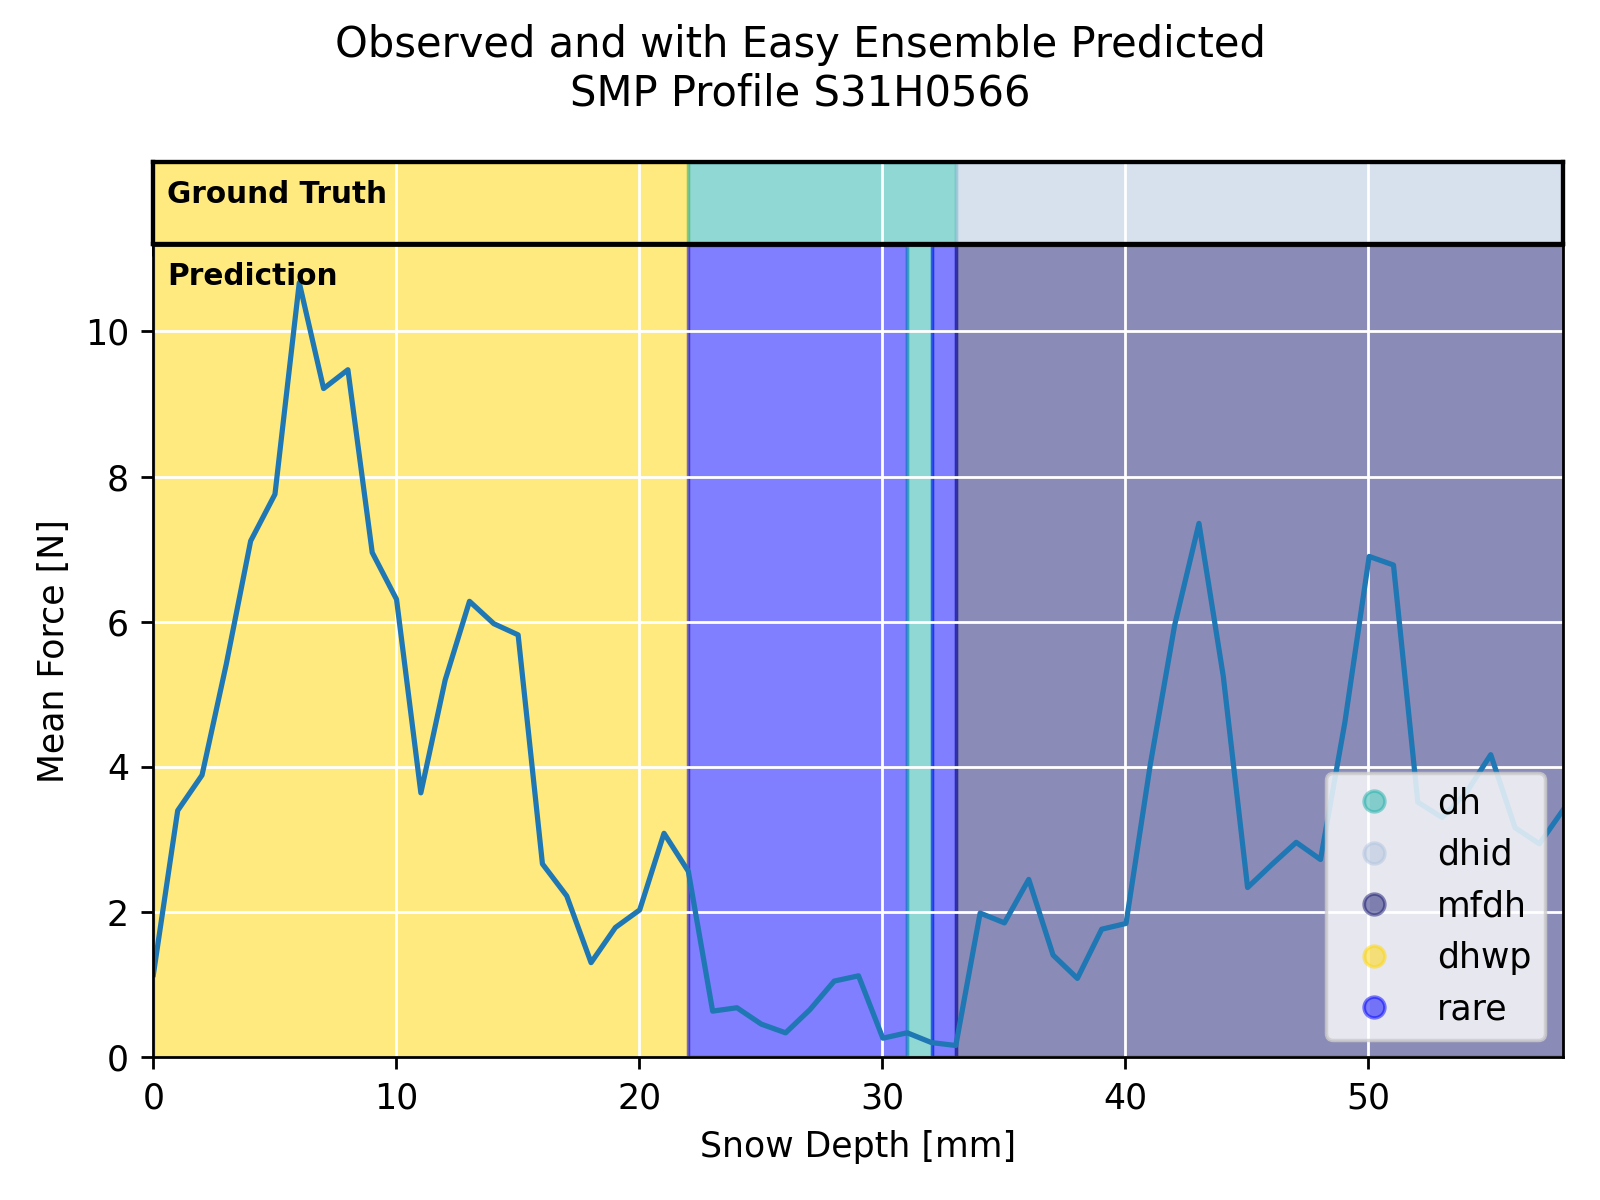 Observed and with Easy Ensemble Predicted
SMP Profile S31H0566
Ground Truth
Prediction
10
8
6
4
2
0
Mean Force [N]
dh
dhid
mfdh
dhwp
rare
0 10 20 30 40 50
Snow Depth [mm]